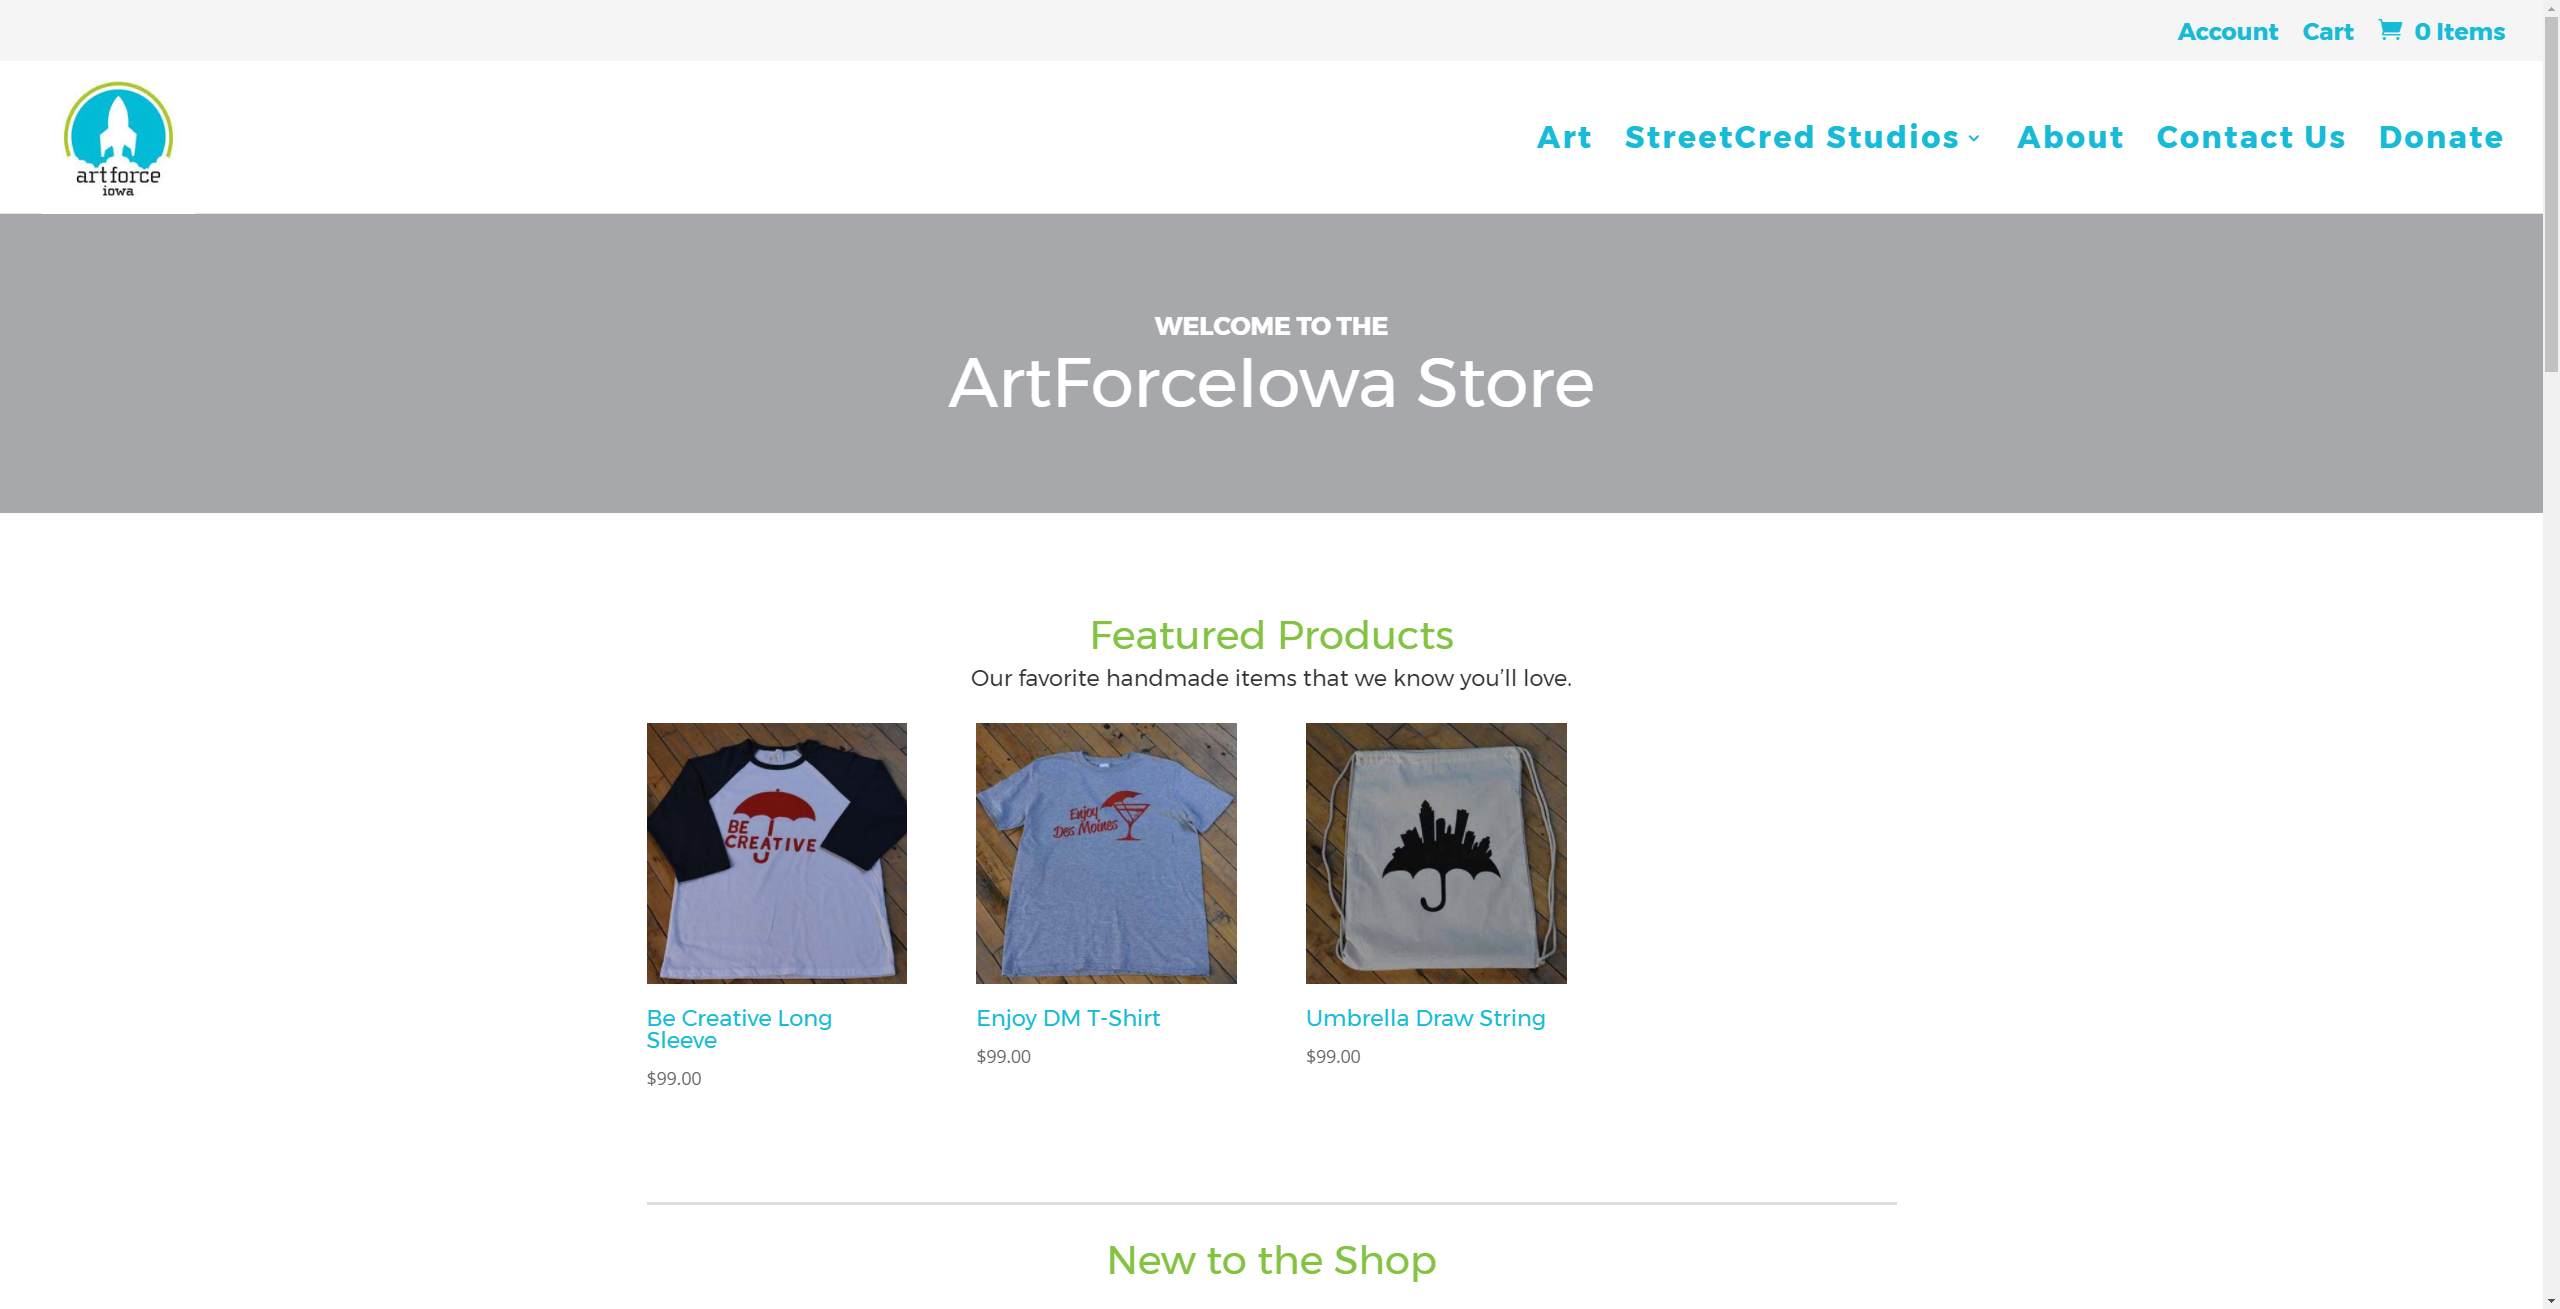 Account Cart 0 Items
artforce
iowa
Art StreetCred Studios About Contact Us Donate
WELCOME TO THE
ArtForceIowa Store
Featured Products
Our favorite handmade items that we know you’ll love.
BE
CREATIVE
Enjoy
Des Moines
Be Creative Long
Sleeve
$99.00
Enjoy DM T-Shirt
$99.00
Umbrella Draw String
$99.00
New to the Shop